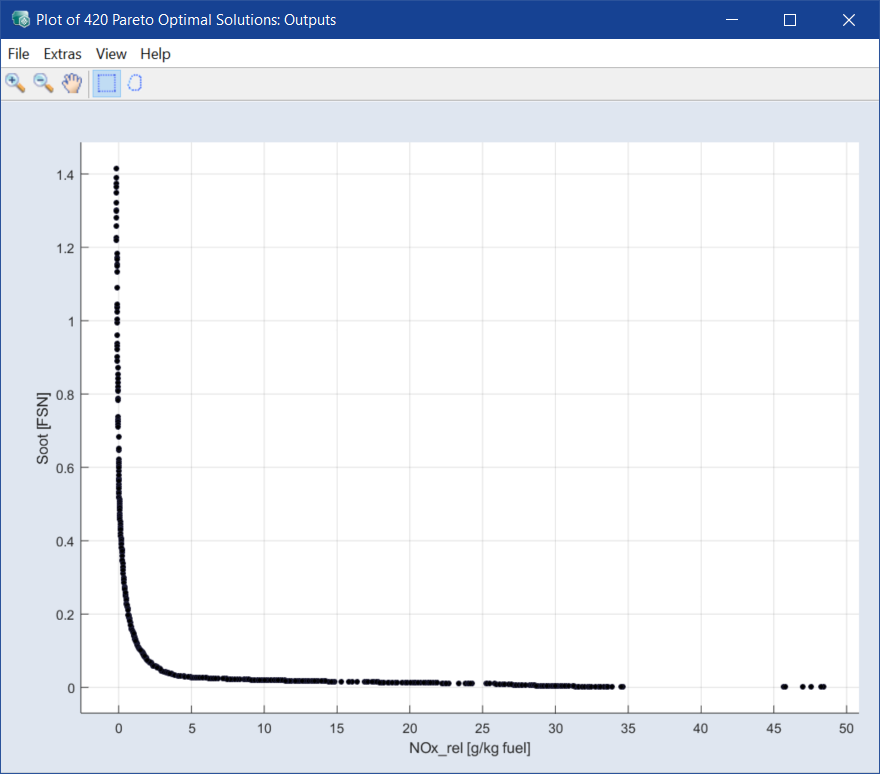 Plot of 420 Pareto Optimal Solutions: Outputs
File Extras View Help
1.4
1.2
1
0.8
0.6
0.4
0.2
0
Soot [FSN]
0 5 10 15 20 25 30 35 40 45 50
NOx_rel [g/kg fuel]